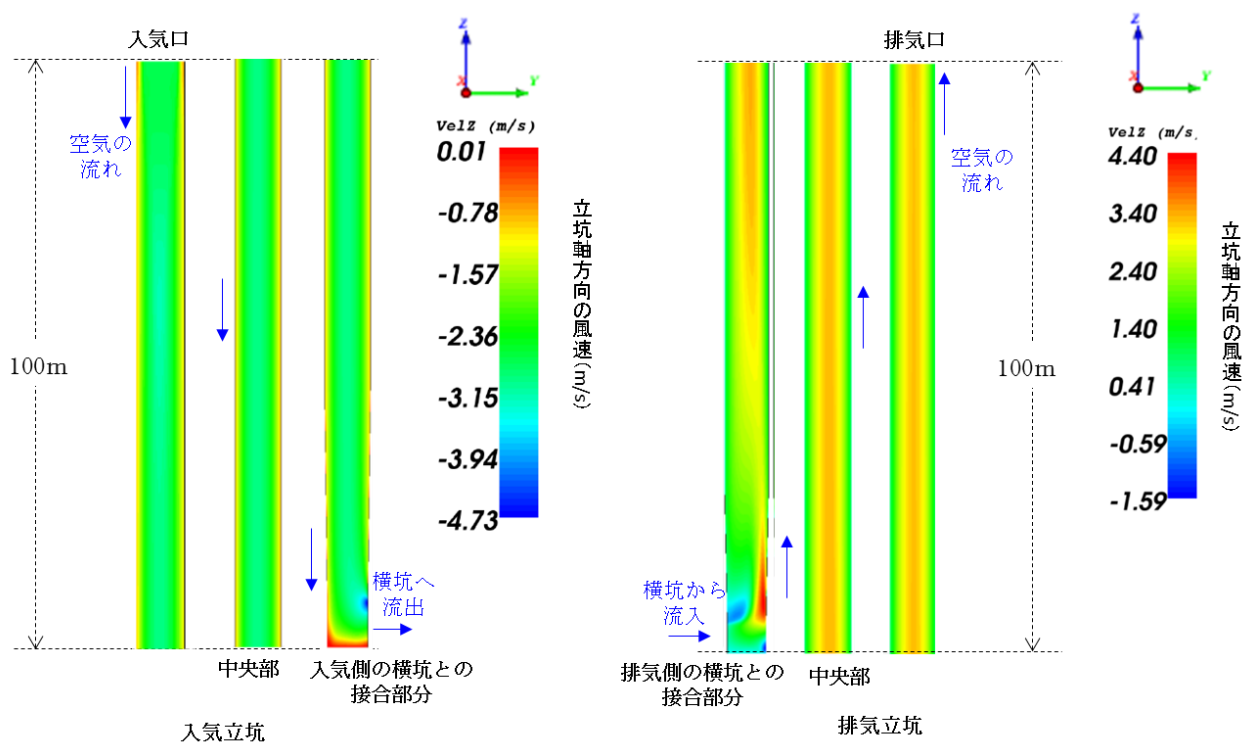 入気口
Z
X
Y
空気の
流れ
VelZ (m/s)
0.01
-0.78
-1.57
-2.36
-3.15
-3.94
-4.73
立坑軸方向の風速(m/s)
100m
横坑へ
流出
中央部
入気側の横坑との
接合部分
入気立坑
排気口
Z
X
Y
空気の
流れ
VelZ (m/s)
4.40
3.40
2.40
1.40
0.41
-0.59
-1.59
立坑軸方向の風速(m/s)
100m
横坑から
流入
排気側の横坑との
接合部分
中央部
排気立坑